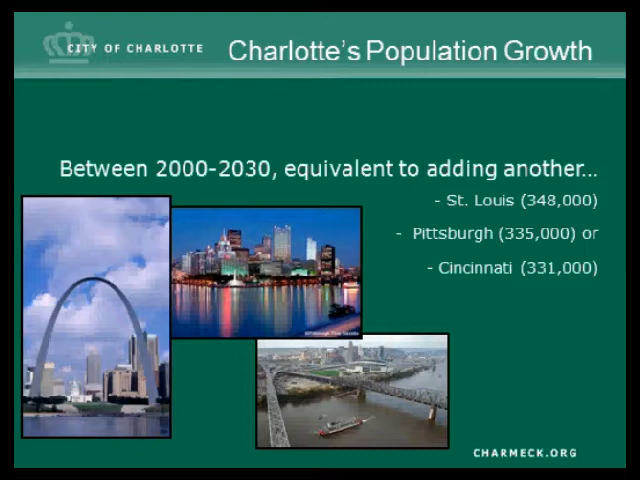 CITY OF CHARLOTTE
Charlotte's Population Growth
Between 2000-2030, equivalent to adding another...
- St. Louis (348,000)
- Pittsburgh (335,000) or
- Cincinnati (331,000)
CHARMECK.ORG